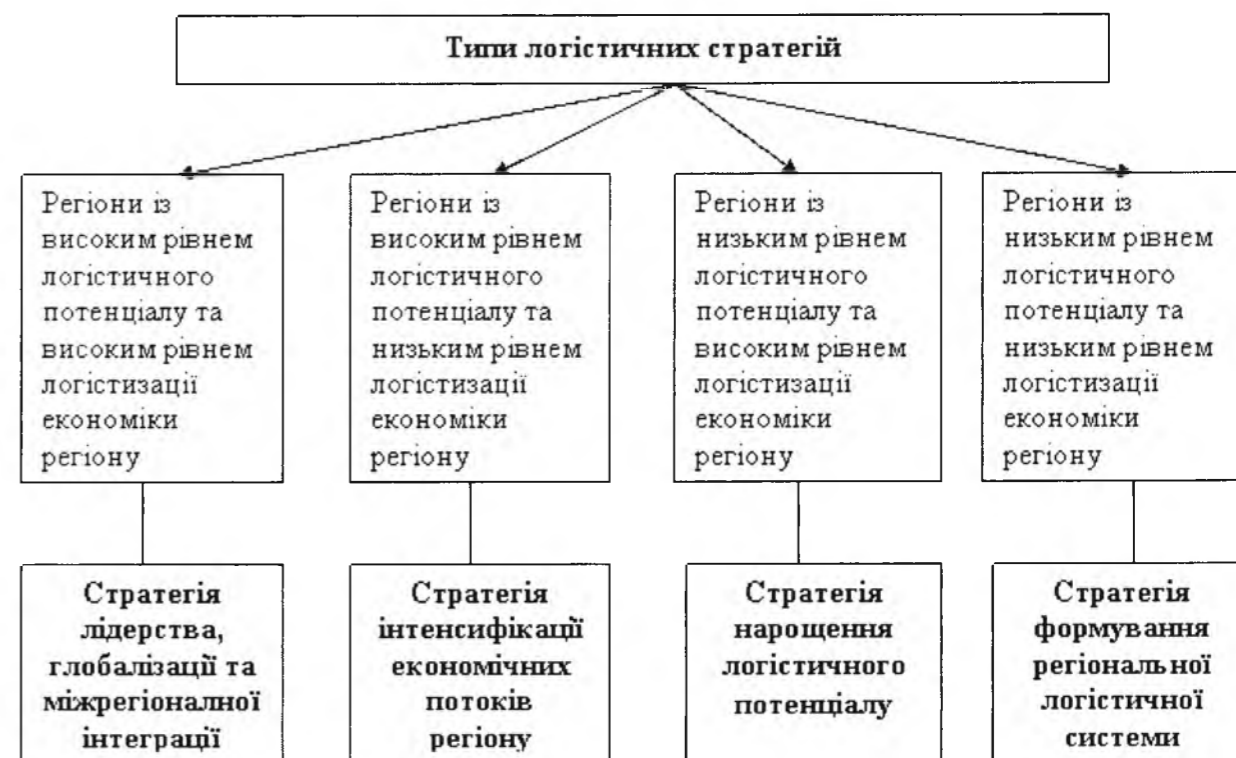 Типи логістичних стратегій
Регіони із
високим рівнем
логістичного
потенціалу та
високим рівнем
логістизації
економіки
регіону
Регіони із
високим рівнем
логістичного
потенціалу та
низьким рівнем
логістизації
економіки
регіону
Регіони із
низьким рівнем
логістичного
потенціалу та
високим рівнем
логістизації
економіки
регіону
Регіони із
низьким рівнем
логістичного
потенціалу та
низьким рівнем
логістизації
економіки
регіону
Стратегія
лідерства,
глобалізації та
міжрегіоналної
інтеграції
Стратегія
інтенсифікації
економічних
потоків
регіону
Стратегія
нарощення
логістичного
потенціалу
Стратегія
формування
регіональної
логістичної
системи